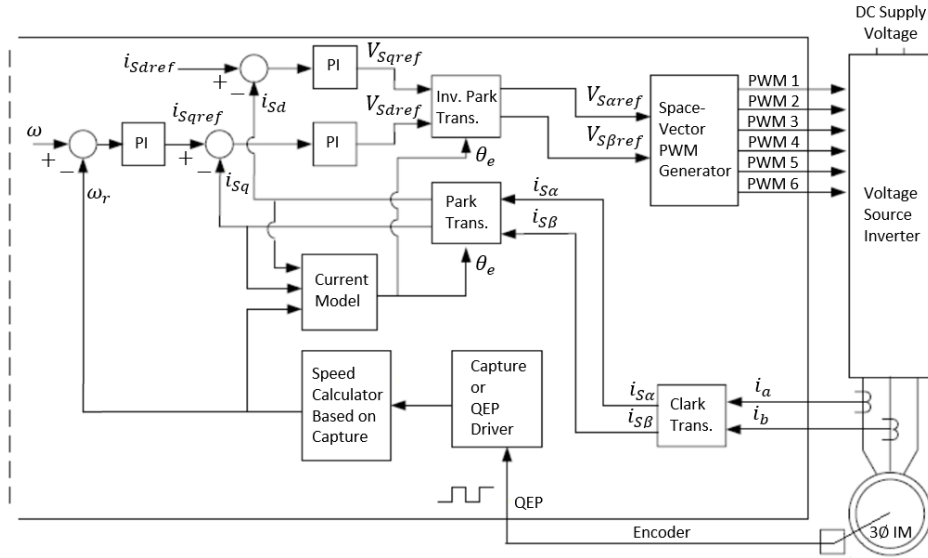 DC Supply
Voltage
i_Sdref
+
−
i_Sd
PI
V_Sqref
Inv. Park
Trans.
θ_e
V_Sαref
V_Sβref
Space-
Vector
PWM
Generator
PWM 1
PWM 2
PWM 3
PWM 4
PWM 5
PWM 6
ω
+
−
ω_r
PI
i_Sqref
+
−
i_Sq
PI
V_Sdref
Voltage
Source
Inverter
Park
Trans.
i_Sα
i_Sβ
θ_e
Current
Model
Speed
Calculator
Based on
Capture
Capture
or
QEP
Driver
i_Sα
i_Sβ
Clark
Trans.
i_a
i_b
QEP
Encoder
3Ø IM